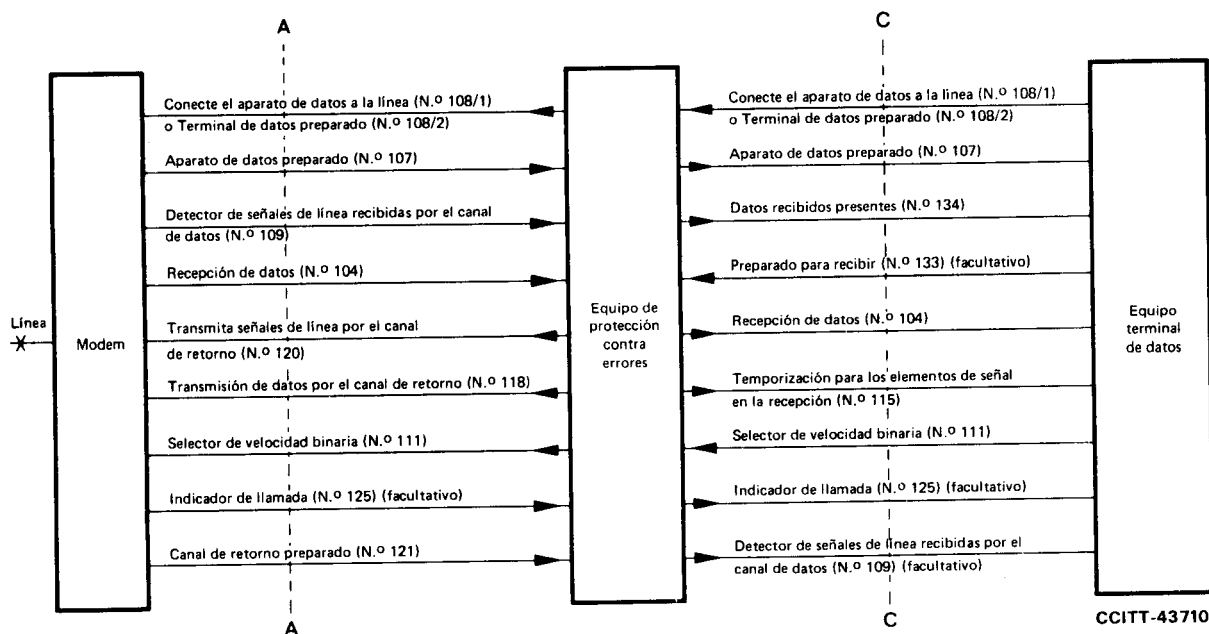 A
C
Conecte el aparato de datos a la línea (N.º 108/1)
o Terminal de datos preparado (N.º 108/2)
Aparato de datos preparado (N.º 107)
Detector de señales de línea recibidas por el canal
de datos (N.º 109)
Recepción de datos (N.º 104)
Transmita señales de línea por el canal
de retorno (N.º 120)
Transmisión de datos por el canal de retorno (N.º 118)
Selector de velocidad binaria (N.º 111)
Indicador de llamada (N.º 125) (facultativo)
Canal de retorno preparado (N.º 121)
Línea
Modem
Equipo de
protección
contra
errores
Conecte el aparato de datos a la línea (N.º 108/1)
o Terminal de datos preparado (N.º 108/2)
Aparato de datos preparado (N.º 107)
Datos recibidos presentes (N.º 134)
Preparado para recibir (N.º 133) (facultativo)
Recepción de datos (N.º 104)
Temporización para los elementos de señal
en la recepción (N.º 115)
Selector de velocidad binaria (N.º 111)
Indicador de llamada (N.º 125) (facultativo)
Detector de señales de línea recibidas por el
canal de datos (N.º 109) (facultativo)
Equipo
terminal
de datos
A
C
CCITT-43710